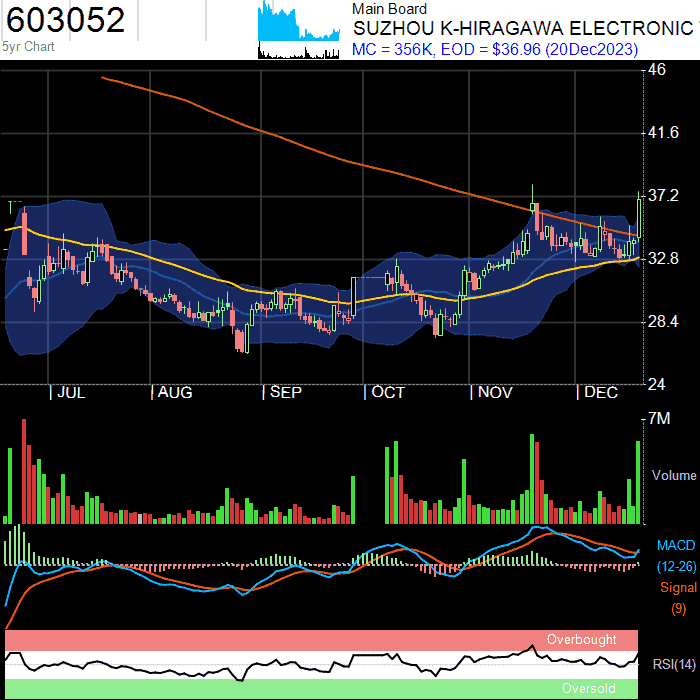 603052
5yr Chart
Main Board
SUZHOU K-HIRAGAWA ELECTRONIC
MC = 356K, EOD = $36.96 (20Dec2023)
46
41.6
37.2
32.8
28.4
24
JUL AUG SEP OCT NOV DEC
7M
Volume
MACD
(12-26)
Signal
(9)
Overbought
RSI(14)
Oversold